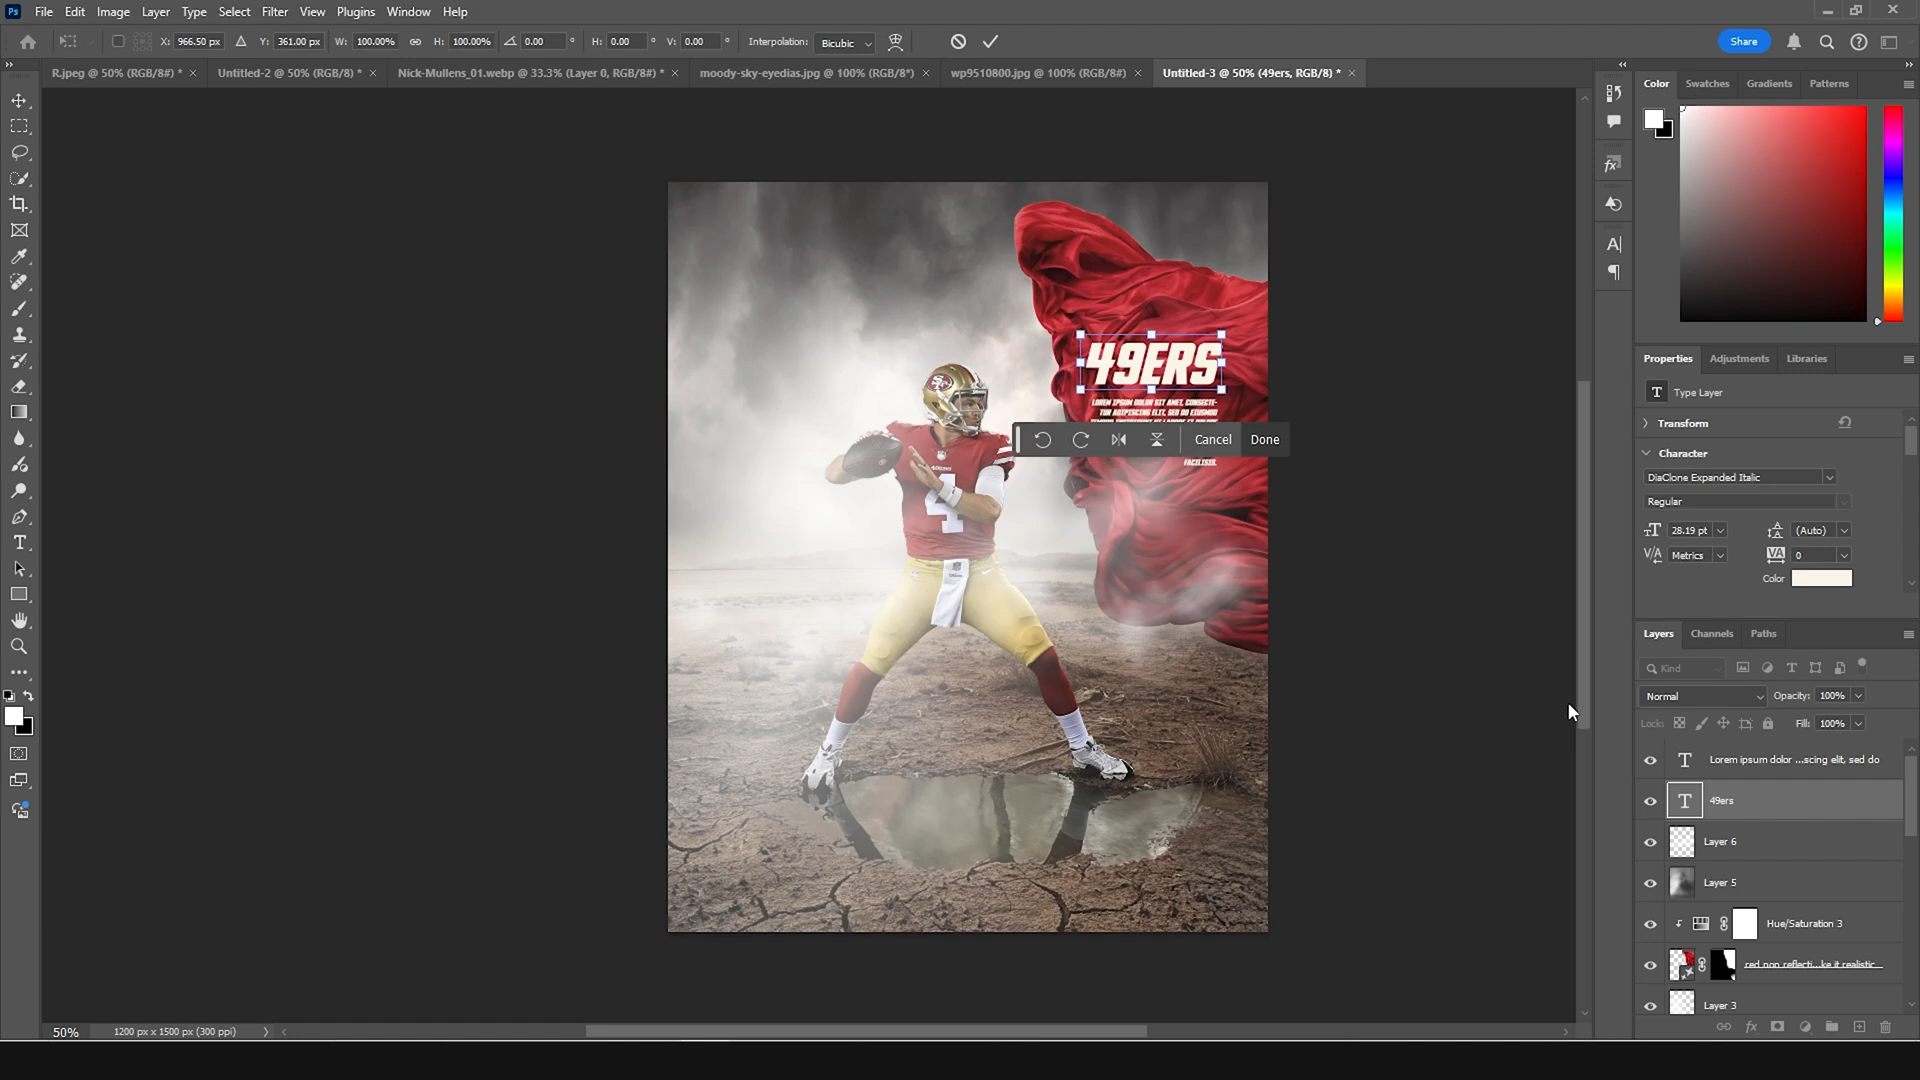 Ps File Edit Image Layer Type Select Filter View Plugins Window Help
X: 966.50 px Y: 361.00 px W: 100.00% H: 100.00% 0.00 ° H: 0.00 ° V: 0.00 ° Interpolation: Bicubic Share
R.jpeg @ 50% (RGB/8#) * × Untitled-2 @ 50% (RGB/8) * × Nick-Mullens_01.webp @ 33.3% (Layer 0, RGB/8#) * × moody-sky-eyedias.jpg @ 100% (RGB/8*) × wp9510800.jpg @ 100% (RGB/8#) × Untitled-3 @ 50% (49ers, RGB/8) * ×
Color Swatches Gradients Patterns
49ERS
LOREM IPSUM DOLOR SIT AMET, CONSECTE-
TUR ADIPISCING ELIT, SED DO EIUSMOD
FACILISIS.
4
Cancel Done
Properties Adjustments Libraries
T Type Layer
Transform
Character
DiaClone Expanded Italic
Regular
28.19 pt (Auto)
Metrics 0
Color
Layers Channels Paths
Kind
Normal Opacity: 100%
Lock: Fill: 100%
T Lorem ipsum dolor ...scing elit, sed do
T 49ers
Layer 6
Layer 5
Hue/Saturation 3
red non reflecti...ke it realistic
Layer 3
50% 1200 px x 1500 px (300 ppi)